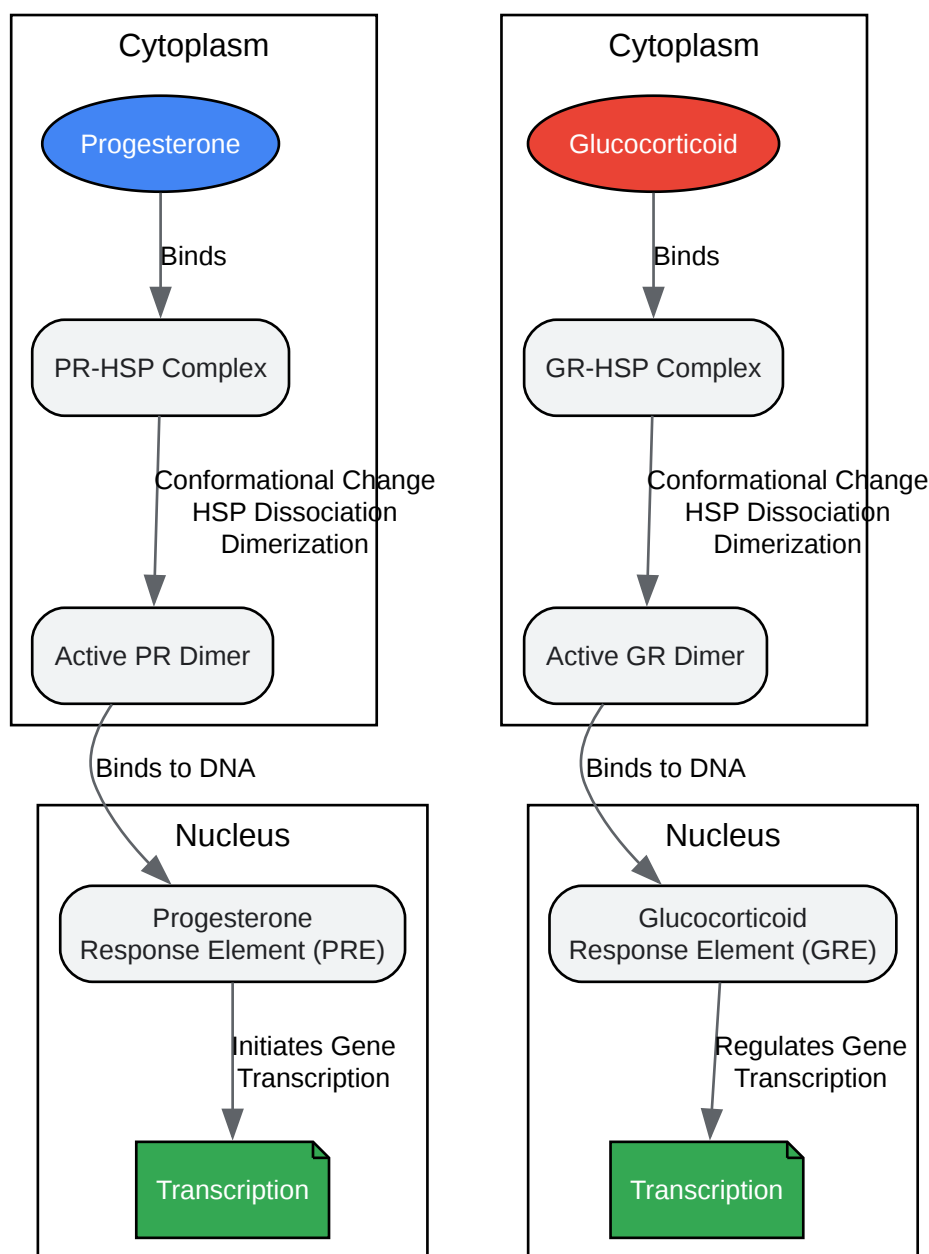 Cytoplasm
Progesterone
Binds
PR-HSP Complex
Conformational Change
HSP Dissociation
Dimerization
Active PR Dimer
Binds to DNA
Nucleus
Progesterone
Response Element (PRE)
Initiates Gene
Transcription
Transcription
Cytoplasm
Glucocorticoid
Binds
GR-HSP Complex
Conformational Change
HSP Dissociation
Dimerization
Active GR Dimer
Binds to DNA
Nucleus
Glucocorticoid
Response Element (GRE)
Regulates Gene
Transcription
Transcription